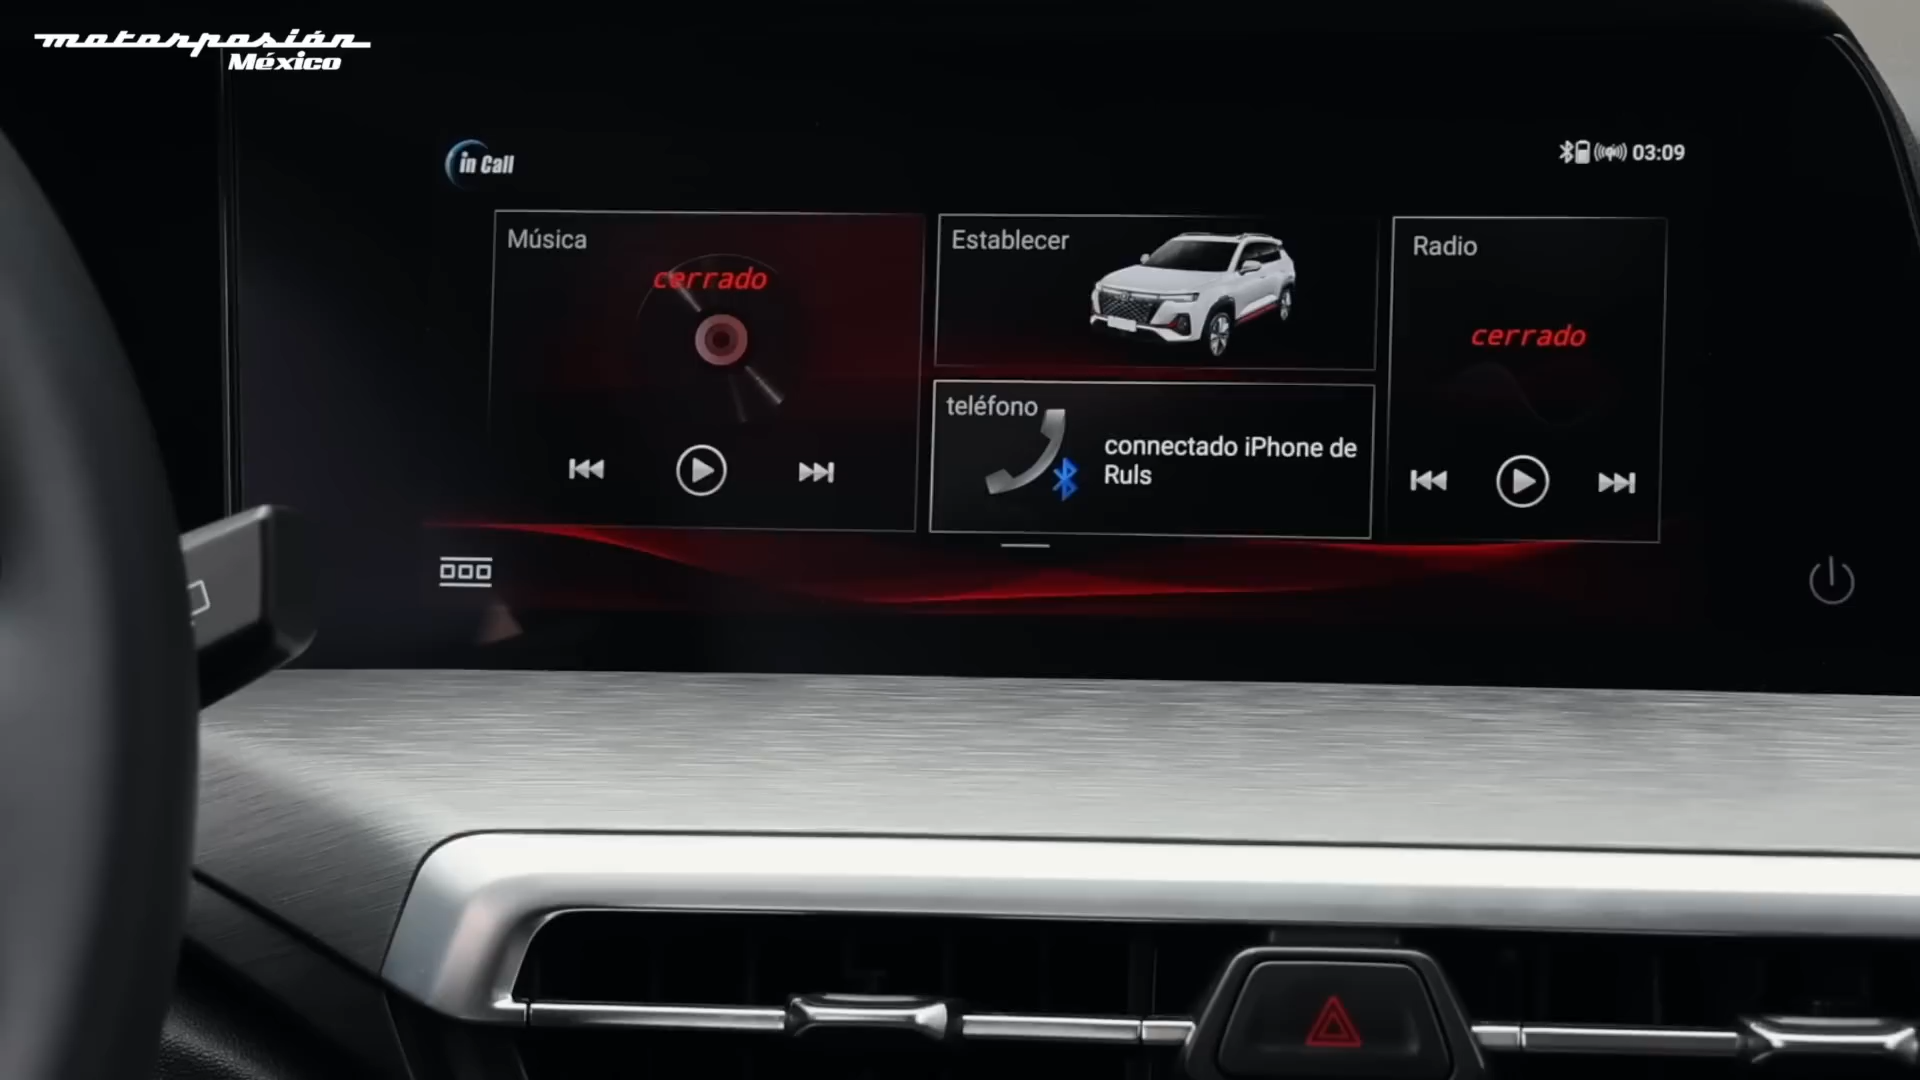 motorpasión
México
in Call
03:09
Música
cerrado
Establecer
teléfono
connectado iPhone de
Ruls
Radio
cerrado